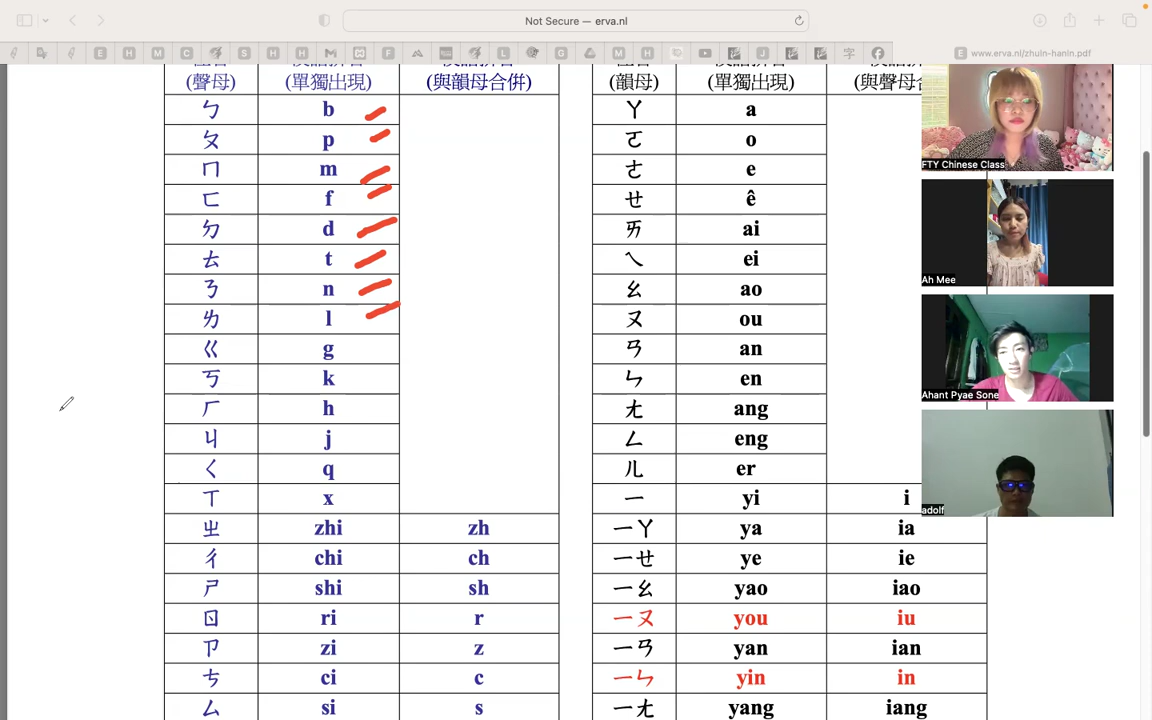 Not Secure — erva.nl
www.erva.nl/zhuin-hanin.pdf
(聲母) (單獨出現) (與韻母合併) (韻母) (單獨出現) (與聲母
ㄅ b ㄚ a
ㄆ p ㄛ o
ㄇ m ㄜ e
ㄈ f ㄝ ê
ㄉ d ㄞ ai
ㄊ t ㄟ ei
ㄋ n ㄠ ao
ㄌ l ㄡ ou
ㄍ g ㄢ an
ㄎ k ㄣ en
ㄏ h ㄤ ang
ㄐ j ㄥ eng
ㄑ q ㄦ er
ㄒ x ㄧ yi i
ㄓ zhi zh ㄧㄚ ya ia
ㄔ chi ch ㄧㄝ ye ie
ㄕ shi sh ㄧㄠ yao iao
ㄖ ri r ㄧㄡ you iu
ㄗ zi z ㄧㄢ yan ian
ㄘ ci c ㄧㄣ yin in
ㄙ si s ㄧㄤ yang iang
FTY Chinese Class
Ah Mee
Ahant Pyae Sone
adolf